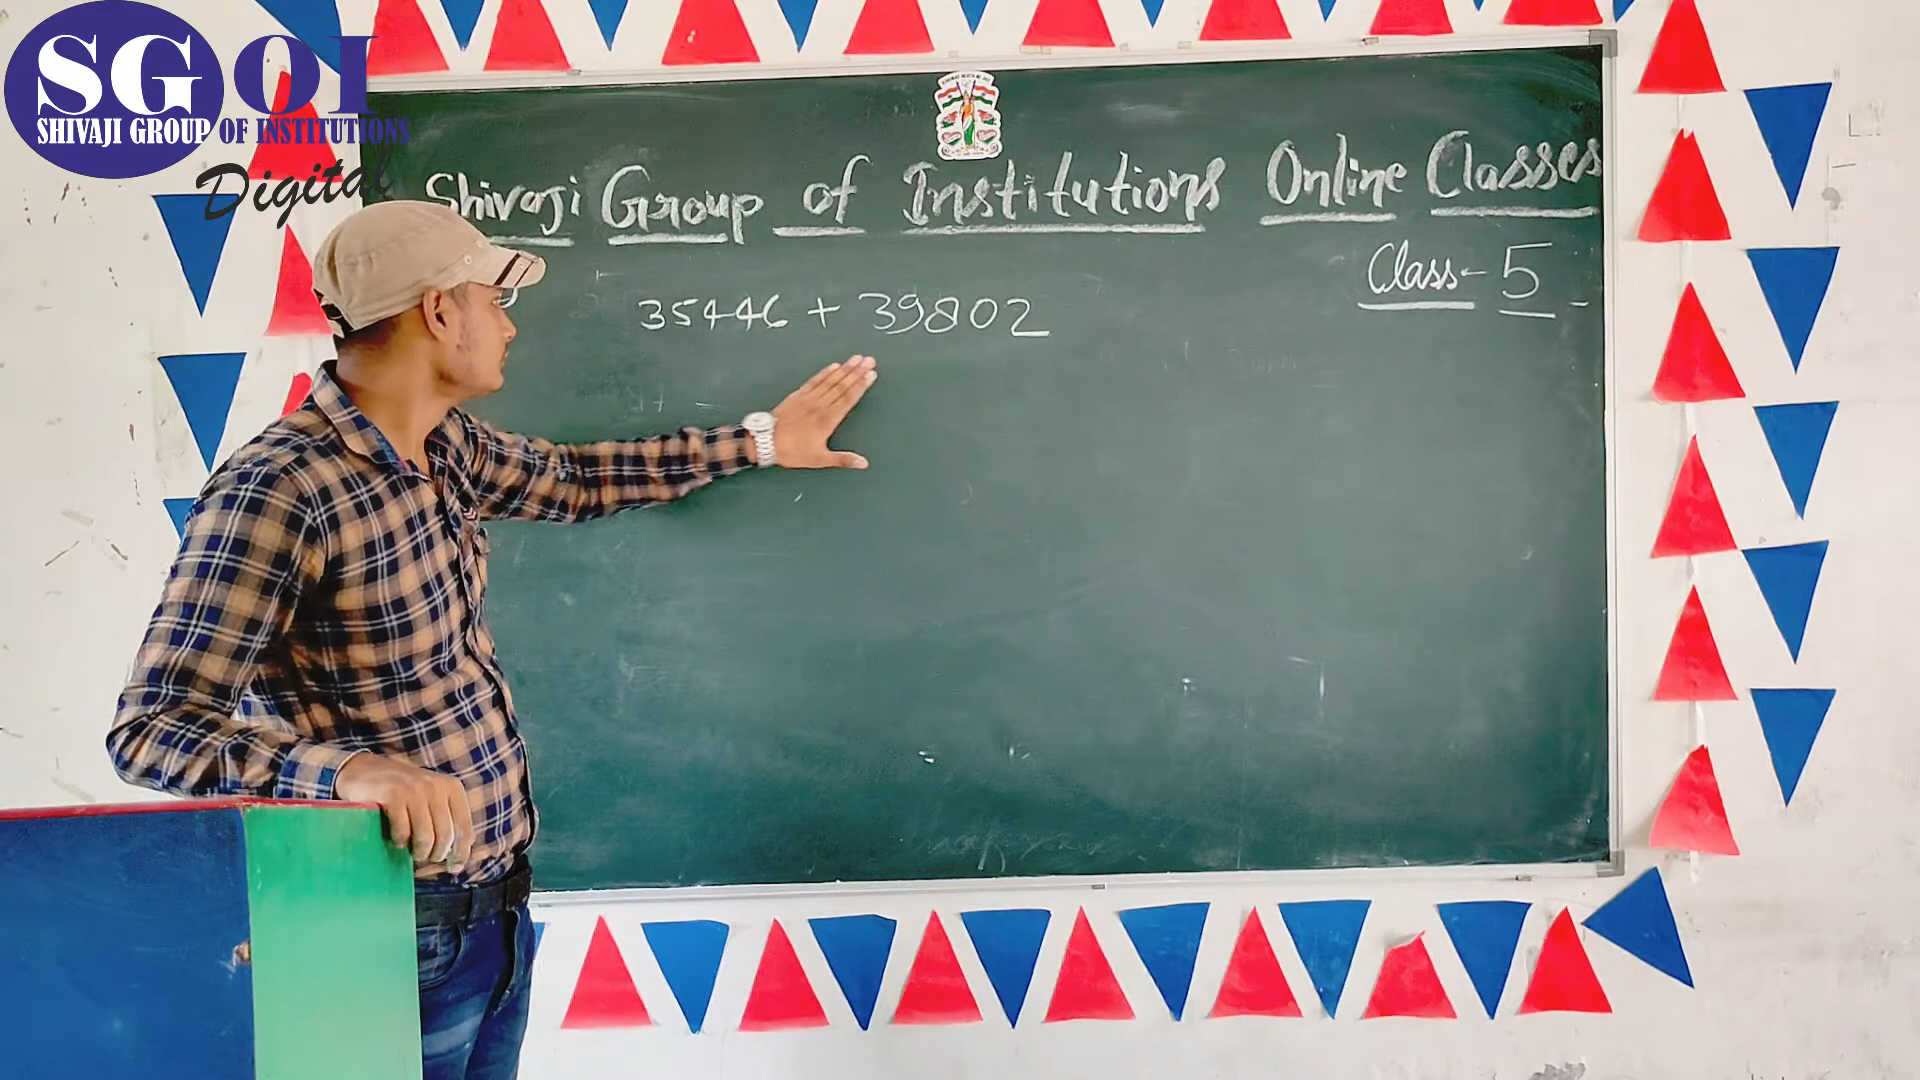 SGOI
SHIVAJI GROUP OF INSTITUTIONS
Digital
Shivaji Group of Institutions Online Classes
Class - 5
35446 + 39802